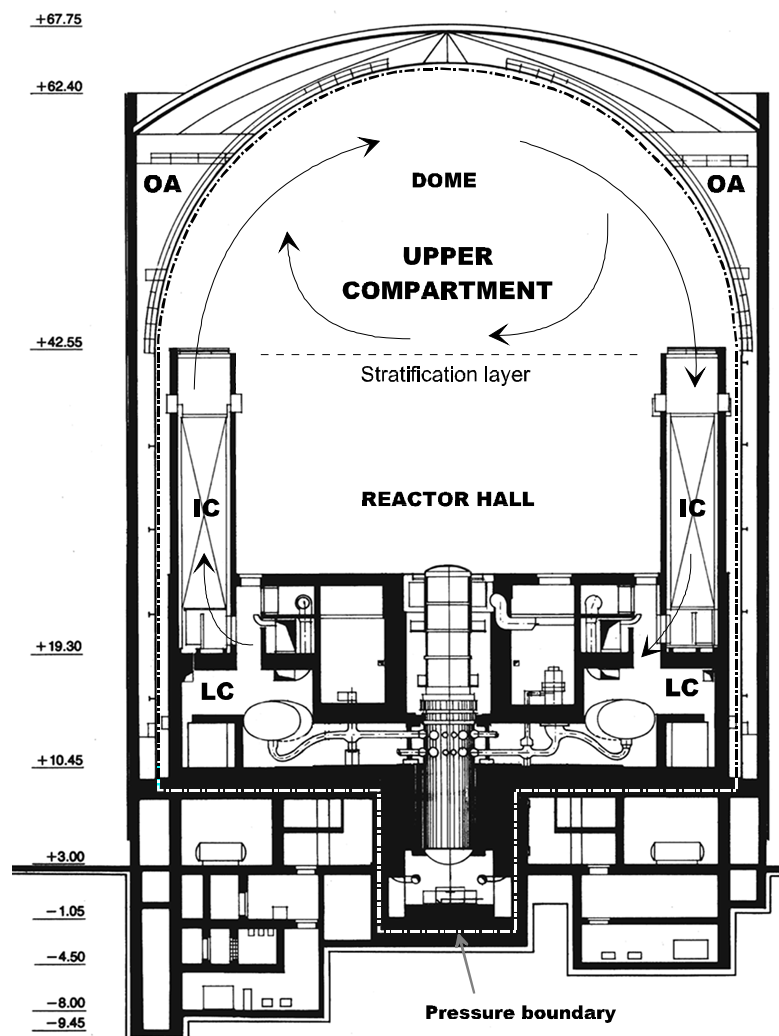 +67.75
+62.40
OA
OA
DOME
UPPER
COMPARTMENT
+42.55
Stratification layer
IC
REACTOR HALL
IC
+19.30
LC
LC
+10.45
+3.00
−1.05
−4.50
−8.00
−9.45
Pressure boundary